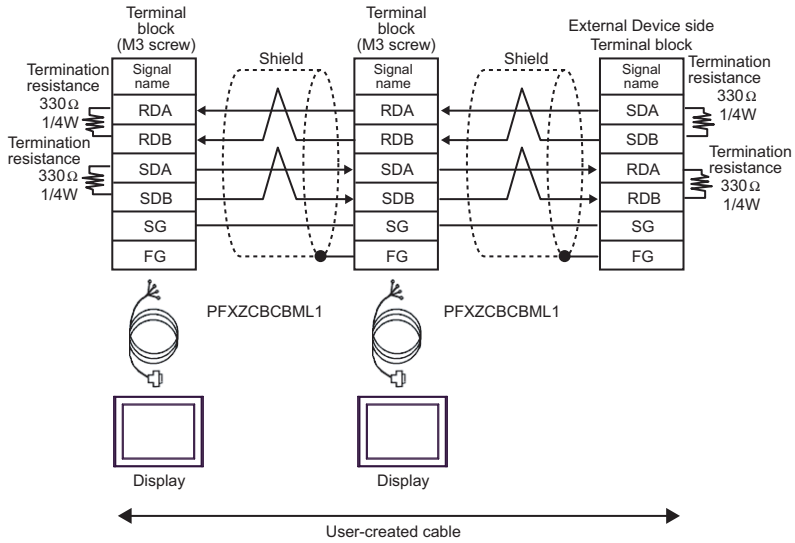 Terminal
block
(M3 screw)
Terminal
block
(M3 screw)
External Device side
Terminal block
Shield
Shield
Termination
resistance
330Ω
1/4W
Termination
resistance
330Ω
1/4W
Signal
name
RDA
RDB
SDA
SDB
SG
FG
Signal
name
RDA
RDB
SDA
SDB
SG
FG
Signal
name
SDA
SDB
RDA
RDB
SG
FG
Termination
resistance
330Ω
1/4W
Termination
resistance
330Ω
1/4W
PFXZCBCBML1
PFXZCBCBML1
Display
Display
User-created cable